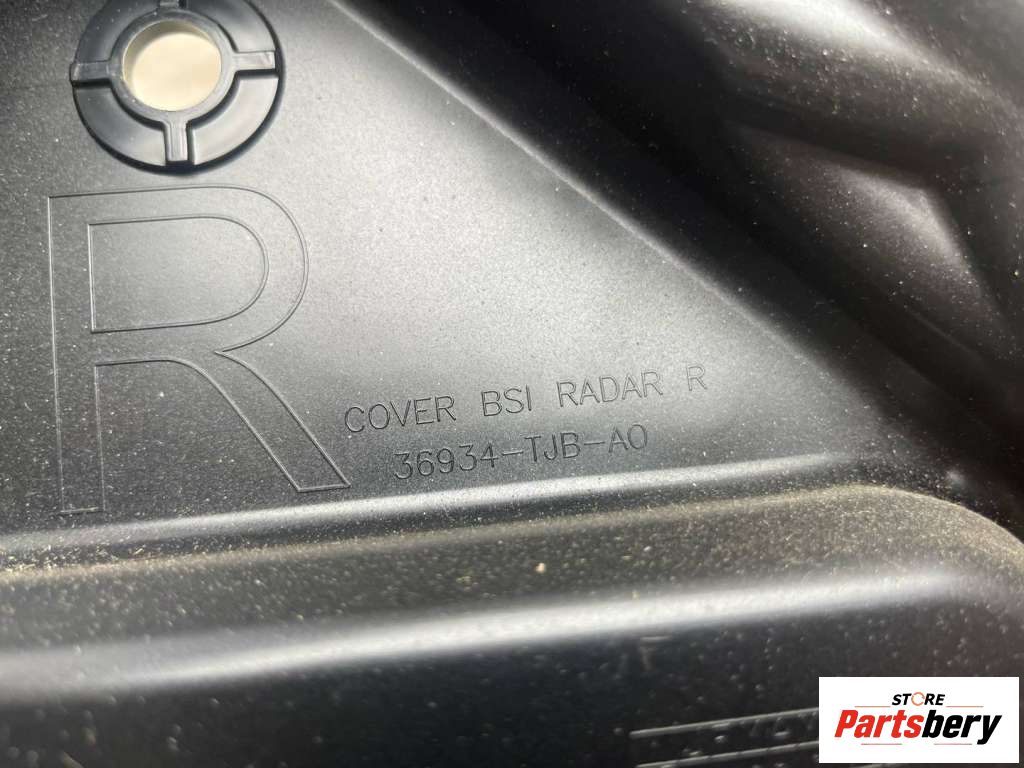 R
COVER BSI RADAR R
36934-TJB-A0
STORE
Partsbery